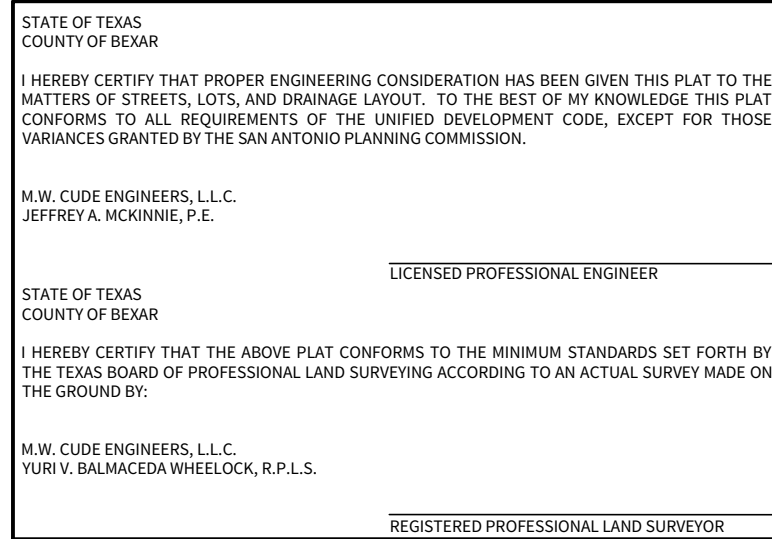 STATE OF TEXAS
COUNTY OF BEXAR
I HEREBY CERTIFY THAT PROPER ENGINEERING CONSIDERATION HAS BEEN GIVEN THIS PLAT TO THE
MATTERS OF STREETS, LOTS, AND DRAINAGE LAYOUT. TO THE BEST OF MY KNOWLEDGE THIS PLAT
CONFORMS TO ALL REQUIREMENTS OF THE UNIFIED DEVELOPMENT CODE, EXCEPT FOR THOSE
VARIANCES GRANTED BY THE SAN ANTONIO PLANNING COMMISSION.
M.W. CUDE ENGINEERS, L.L.C.
JEFFREY A. MCKINNIE, P.E.
LICENSED PROFESSIONAL ENGINEER
STATE OF TEXAS
COUNTY OF BEXAR
I HEREBY CERTIFY THAT THE ABOVE PLAT CONFORMS TO THE MINIMUM STANDARDS SET FORTH BY
THE TEXAS BOARD OF PROFESSIONAL LAND SURVEYING ACCORDING TO AN ACTUAL SURVEY MADE ON
THE GROUND BY:
M.W. CUDE ENGINEERS, L.L.C.
YURI V. BALMACEDA WHEELOCK, R.P.L.S.
REGISTERED PROFESSIONAL LAND SURVEYOR